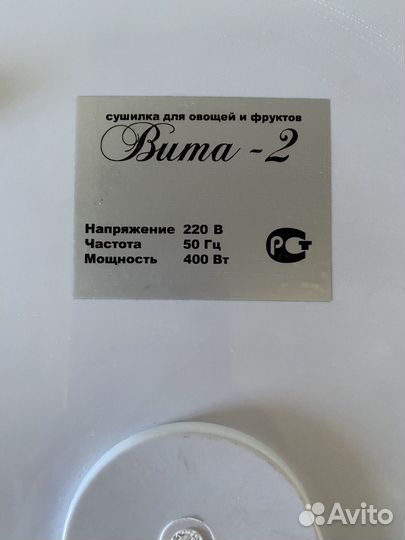 сушилка для овощей и фруктов
Вита - 2
Напряжение 220 В
Частота 50 Гц
Мощность 400 Вт
РСТ
Avito